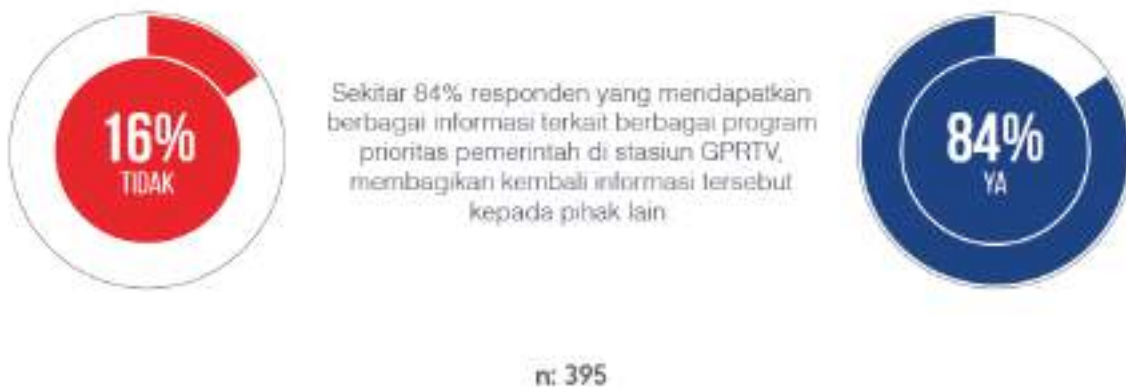 16%
TIDAK
Sekitar 84% responden yang mendapatkan
berbagai informasi terkait berbagai program
prioritas pemerintah di stasiun GPRTV,
membagikan kembali informasi tersebut
kepada pihak lain
84%
YA
n: 395